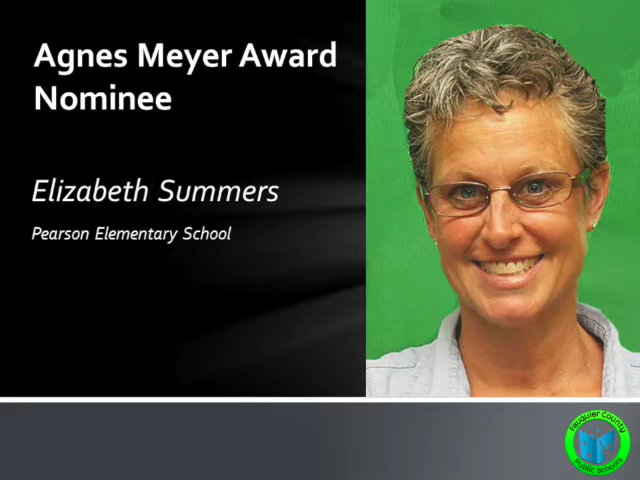 Agnes Meyer Award
Nominee
Elizabeth Summers
Pearson Elementary School
Fauquier County
Public Schools